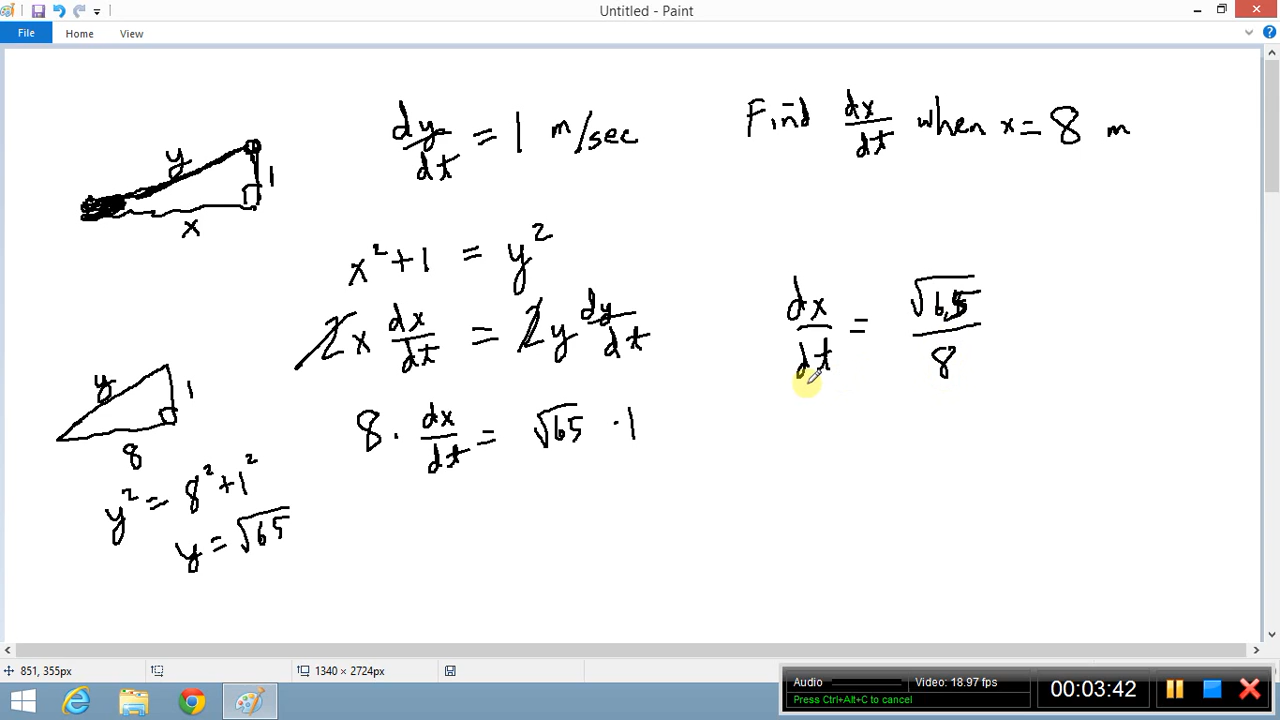 Untitled - Paint
File Home View
dy/dt = 1 m/sec
Find dx/dt when x = 8 m
y
1
x
x² + 1 = y²
2x dx/dt = 2y dy/dt
dx/dt = √65/8
y
1
8
8 · dx/dt = √65 · 1
y² = 8² + 1²
y = √65
851, 355px
1340 × 2724px
Audio
Video: 18.97 fps
Press Ctrl+Alt+C to cancel
00:03:42